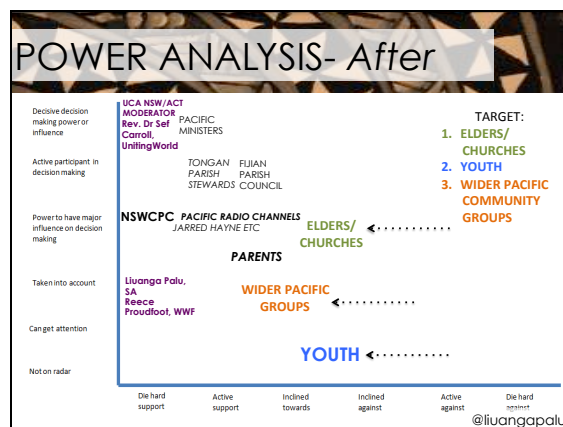 POWER ANALYSIS- After
Decisive decision
making power or
influence
UCA NSW/ACT
MODERATOR
Rev. Dr Sef
Carroll,
UnitingWorld
PACIFIC
MINISTERS
TARGET:
1. ELDERS/
CHURCHES
2. YOUTH
3. WIDER PACIFIC
COMMUNITY
GROUPS
Active participant in
decision making
TONGAN
PARISH
STEWARDS
FIJIAN
PARISH
COUNCIL
Power to have major
influence on decision
making
NSWCPC
PACIFIC RADIO CHANNELS
JARRED HAYNE ETC
ELDERS/
CHURCHES
PARENTS
Taken into account
Liuanga Palu,
SA
Reece
Proudfoot, WWF
WIDER PACIFIC
GROUPS
Can get attention
YOUTH
Not on radar
Die hard
support
Active
support
Inclined
towards
Inclined
against
Active
against
Die hard
against
@liuangapalu